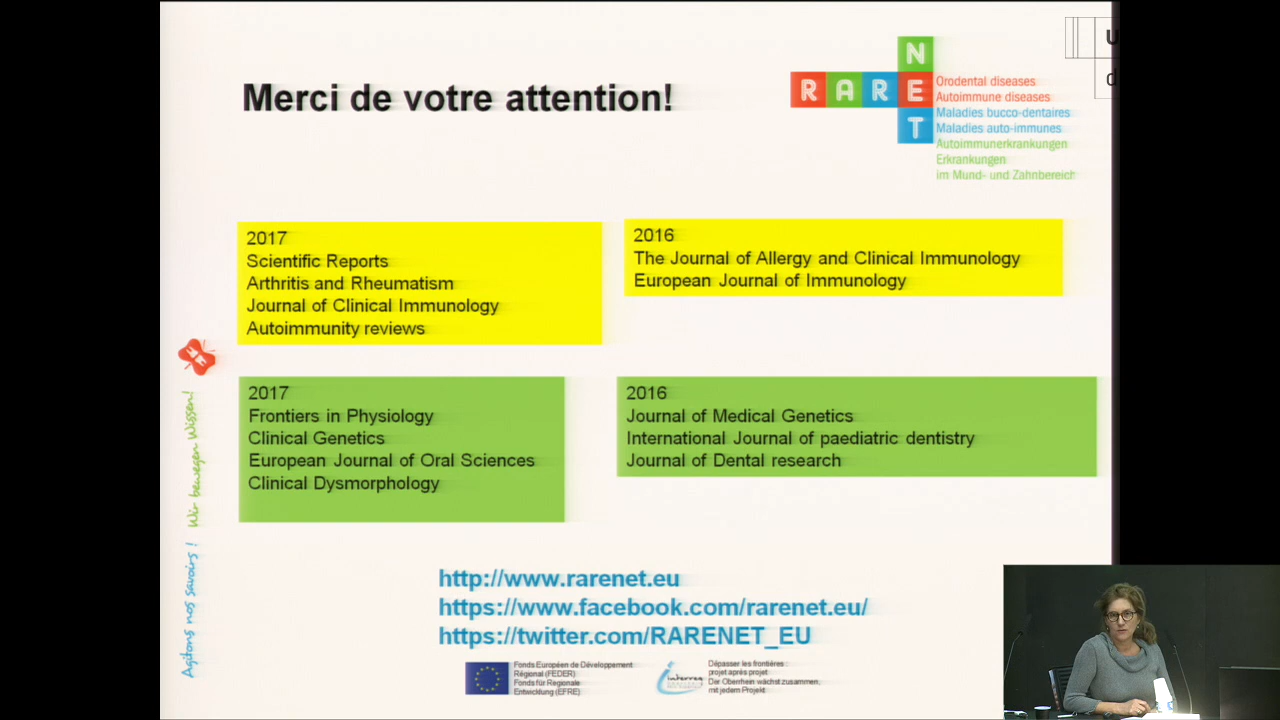 Merci de votre attention!
N
RARE
T
Orodental diseases
Autoimmune diseases
Maladies bucco-dentaires
Maladies auto-immunes
Autoimmunerkrankungen
Erkrankungen
im Mund- und Zahnbereich
U
d
2017
Scientific Reports
Arthritis and Rheumatism
Journal of Clinical Immunology
Autoimmunity reviews
2016
The Journal of Allergy and Clinical Immunology
European Journal of Immunology
2017
Frontiers in Physiology
Clinical Genetics
European Journal of Oral Sciences
Clinical Dysmorphology
2016
Journal of Medical Genetics
International Journal of paediatric dentistry
Journal of Dental research
Agitons nos savoirs ! Wir bewegen Wissen!
http://www.rarenet.eu
https://www.facebook.com/rarenet.eu/
https://twitter.com/RARENET_EU
Fonds Européen de Développement
Régional (FEDER)
Fonds für Regionale
Entwicklung (EFRE)
interreg
Dépasser les frontières :
projet après projet
Der Oberrhein wächst zusammen,
mit jedem Projekt